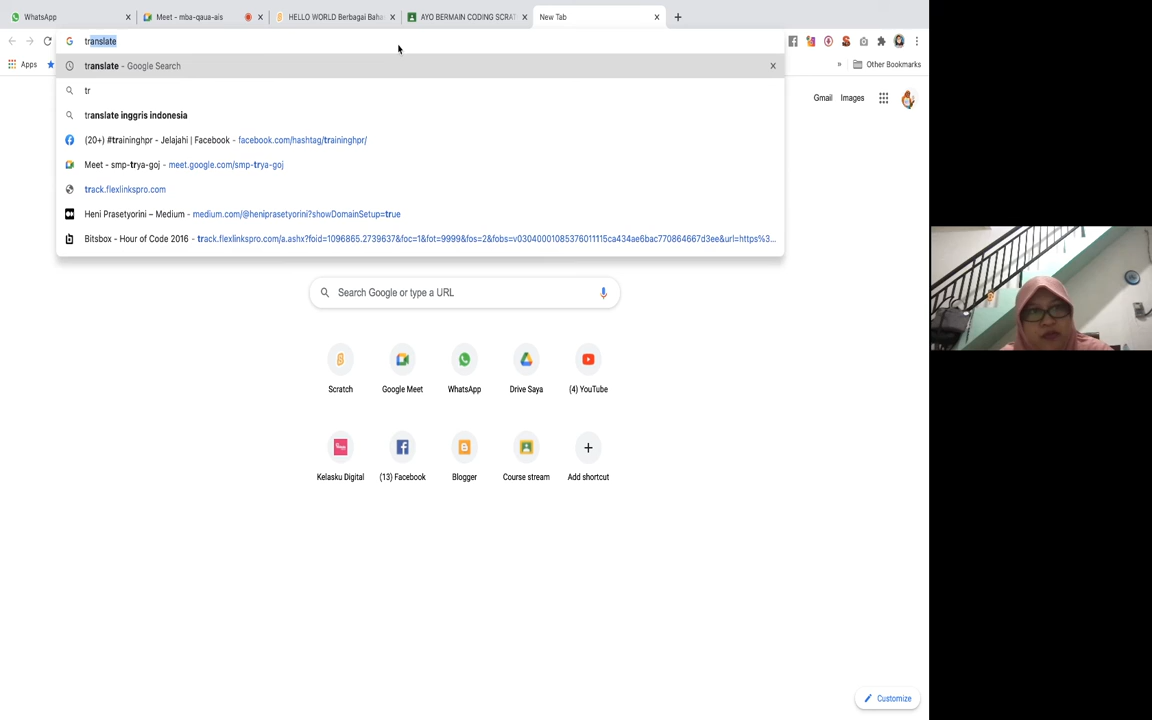 WhatsApp
Meet - mba-qaua-ais
HELLO WORLD Berbagai Baha
AYO BERMAIN CODING SCRAT
New Tab
translate
Apps
Other Bookmarks
translate - Google Search
tr
translate inggris indonesia
(20+) #traininghpr - Jelajahi | Facebook - facebook.com/hashtag/traininghpr/
Meet - smp-trya-goj - meet.google.com/smp-trya-goj
track.flexlinkspro.com
Heni Prasetyorini – Medium - medium.com/@heniprasetyorini?showDomainSetup=true
Bitsbox - Hour of Code 2016 - track.flexlinkspro.com/a.ashx?foid=1096865.2739637&foc=1&fot=9999&fos=2&fobs=v03040001085376011115ca434ae6bac770864667d3ee&url=https%3...
Gmail
Images
Search Google or type a URL
Scratch
Google Meet
WhatsApp
Drive Saya
(4) YouTube
Kelasku Digital
(13) Facebook
Blogger
Course stream
Add shortcut
Customize